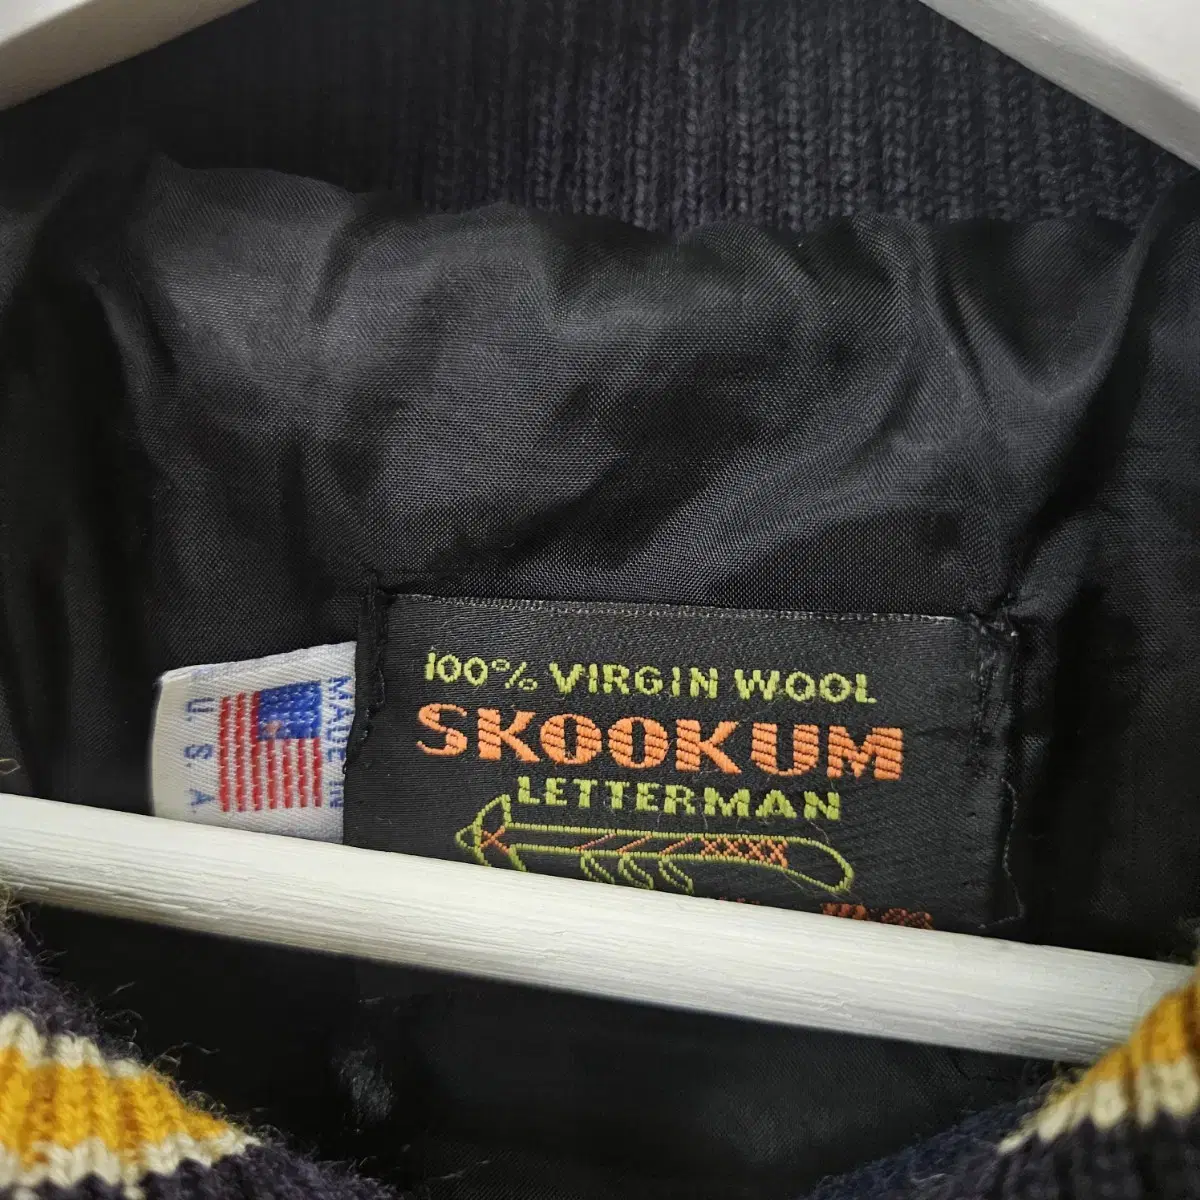 100% VIRGIN WOOL
SKOOKUM
LETTERMAN
MADE IN
U.S.A.